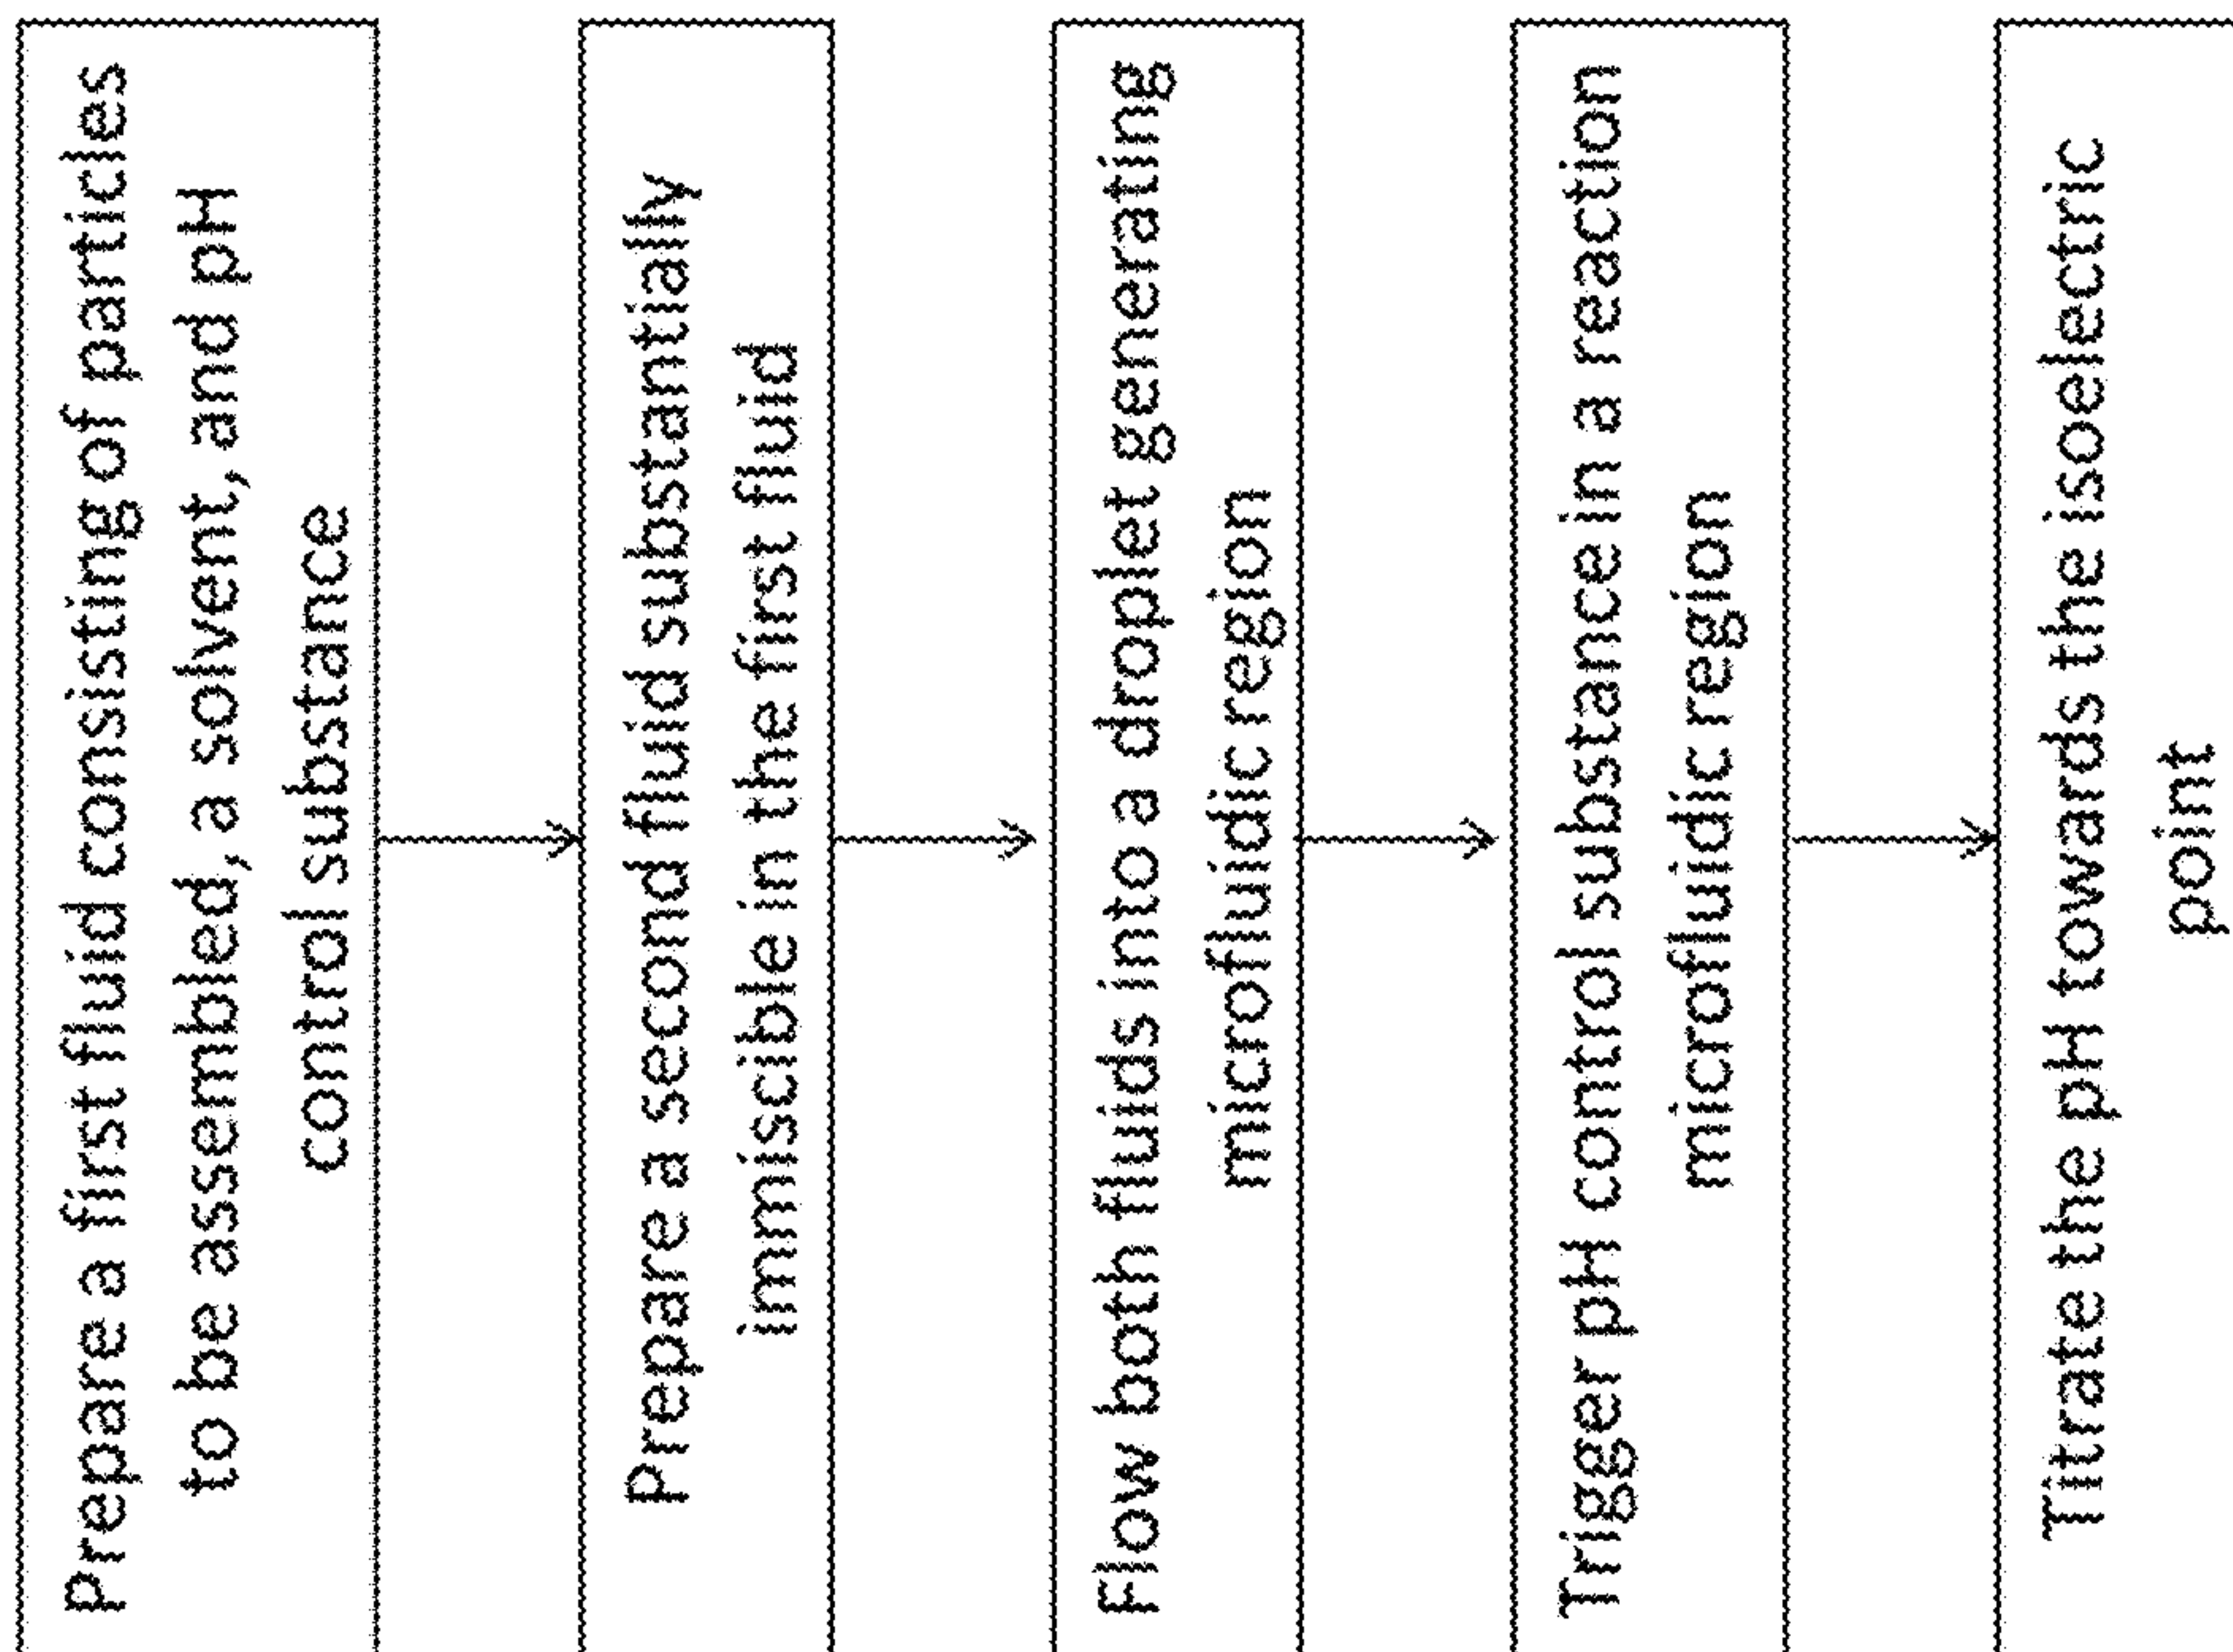 Prepare a first fluid consisting of particles
to be assembled, a solvent, and pH
control substance
Prepare a second fluid substantially
immiscible in the first fluid
Flow both fluids into a droplet generating
microfluidic region
Trigger pH control substance in a reaction
microfluidic region
Titrate the pH towards the isoelectric
point